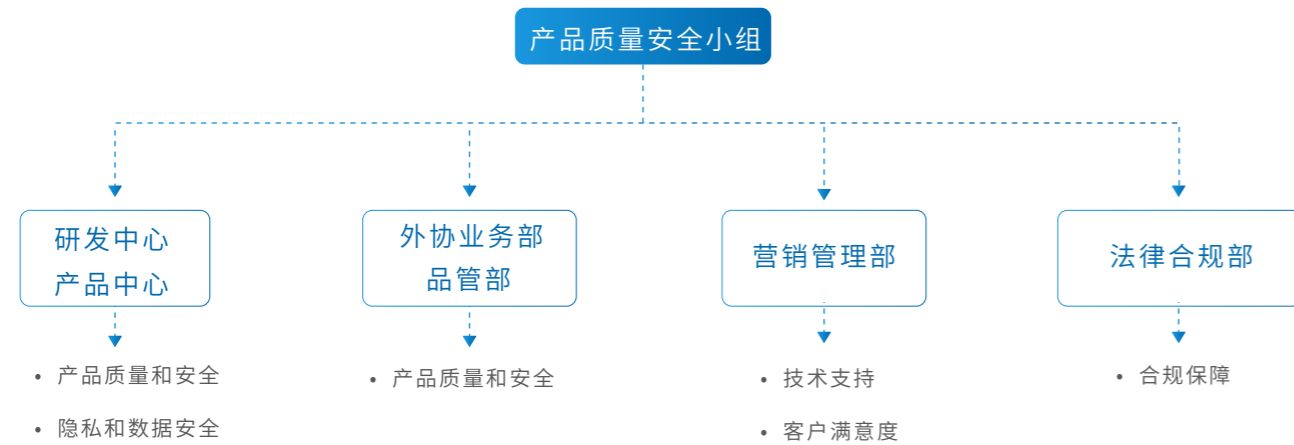 产品质量安全小组
研发中心
产品中心
外协业务部
品管部
营销管理部
法律合规部
• 产品质量和安全
• 隐私和数据安全
• 产品质量和安全
• 技术支持
• 客户满意度
• 合规保障